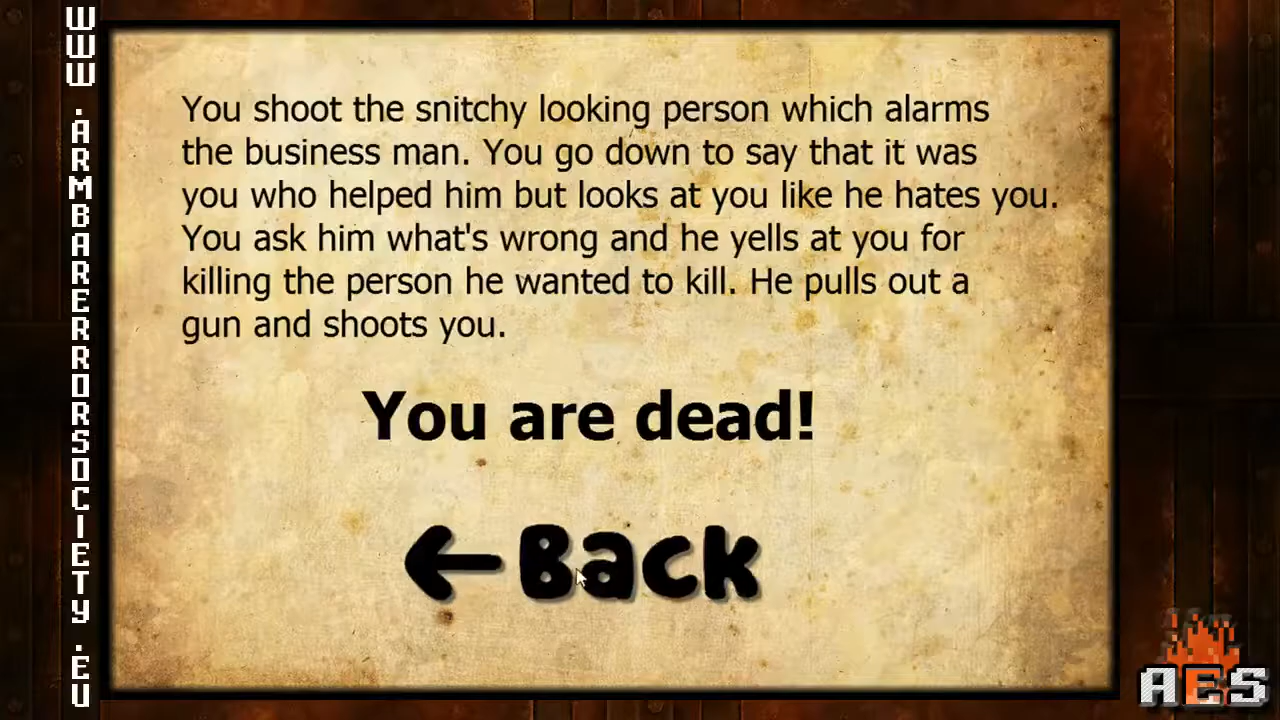 WWW.ARMBARERRORSOCIETY.EU
You shoot the snitchy looking person which alarms
the business man. You go down to say that it was
you who helped him but looks at you like he hates you.
You ask him what's wrong and he yells at you for
killing the person he wanted to kill. He pulls out a
gun and shoots you.
You are dead!
←Back
AES